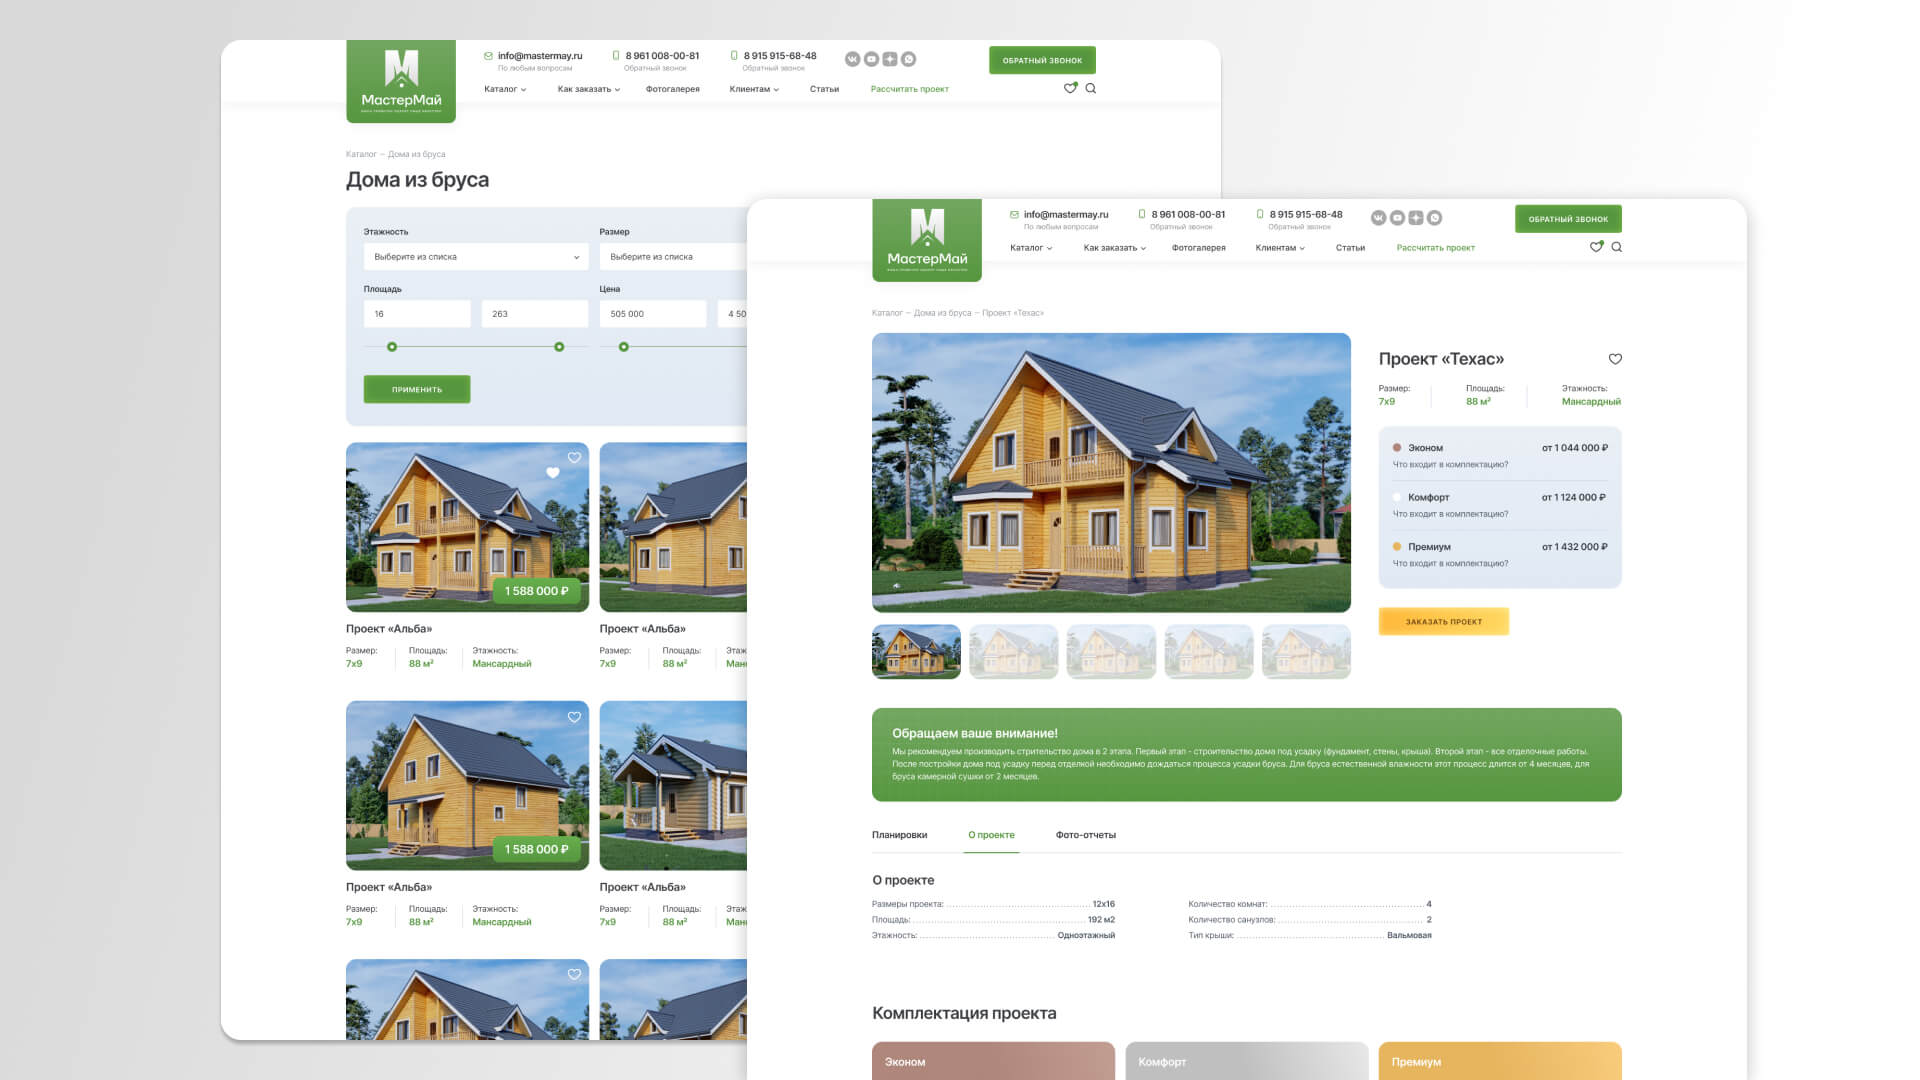 МастерМай
info@mastermay.ru
По любым вопросам
8 961 008-00-81
Обратный звонок
8 915 915-68-48
Обратный звонок
ОБРАТНЫЙ ЗВОНОК
Каталог
Как заказать
Фотогалерея
Клиентам
Статьи
Рассчитать проект
Каталог – Дома из бруса
Дома из бруса
Этажность
Размер
Выберите из списка
Выберите из списка
Площадь
Цена
16
263
505 000
4 50
ПРИМЕНИТЬ
1 588 000 ₽
Проект «Альба»
Размер: Площадь: Этажность:
7х9 88 м² Мансардный
Проект «Альба»
Размер: Площадь: Этаж
7х9 88 м² Ман
1 588 000 ₽
Проект «Альба»
Размер: Площадь: Этажность:
7х9 88 м² Мансардный
Проект «Альба»
Размер: Площадь: Этаж
7х9 88 м² Ман
МастерМай
info@mastermay.ru
По любым вопросам
8 961 008-00-81
Обратный звонок
8 915 915-68-48
Обратный звонок
ОБРАТНЫЙ ЗВОНОК
Каталог
Как заказать
Фотогалерея
Клиентам
Статьи
Рассчитать проект
Каталог – Дома из бруса – Проект «Техас»
Проект «Техас»
Размер: Площадь: Этажность:
7х9 88 м² Мансардный
Эконом от 1 044 000 ₽
Что входит в комплектацию?
Комфорт от 1 124 000 ₽
Что входит в комплектацию?
Премиум от 1 432 000 ₽
Что входит в комплектацию?
ЗАКАЗАТЬ ПРОЕКТ
Обращаем ваше внимание!
Мы рекомендуем производить стрительство дома в 2 этапа. Первый этап - строительство дома под усадку (фундамент, стены, крыша). Второй этап - все отделочные работы.
После постройки дома под усадку перед отделкой необходимо дождаться процесса усадки бруса. Для бруса естественной влажности этот процесс длится от 4 месяцев, для
бруса камерной сушки от 2 месяцев.
Планировки О проекте Фото-отчеты
О проекте
Размеры проекта: 12х16
Площадь: 192 м2
Этажность: Одноэтажный
Количество комнат: 4
Количество санузлов: 2
Тип крыши: Вальмовая
Комплектация проекта
Эконом
Комфорт
Премиум